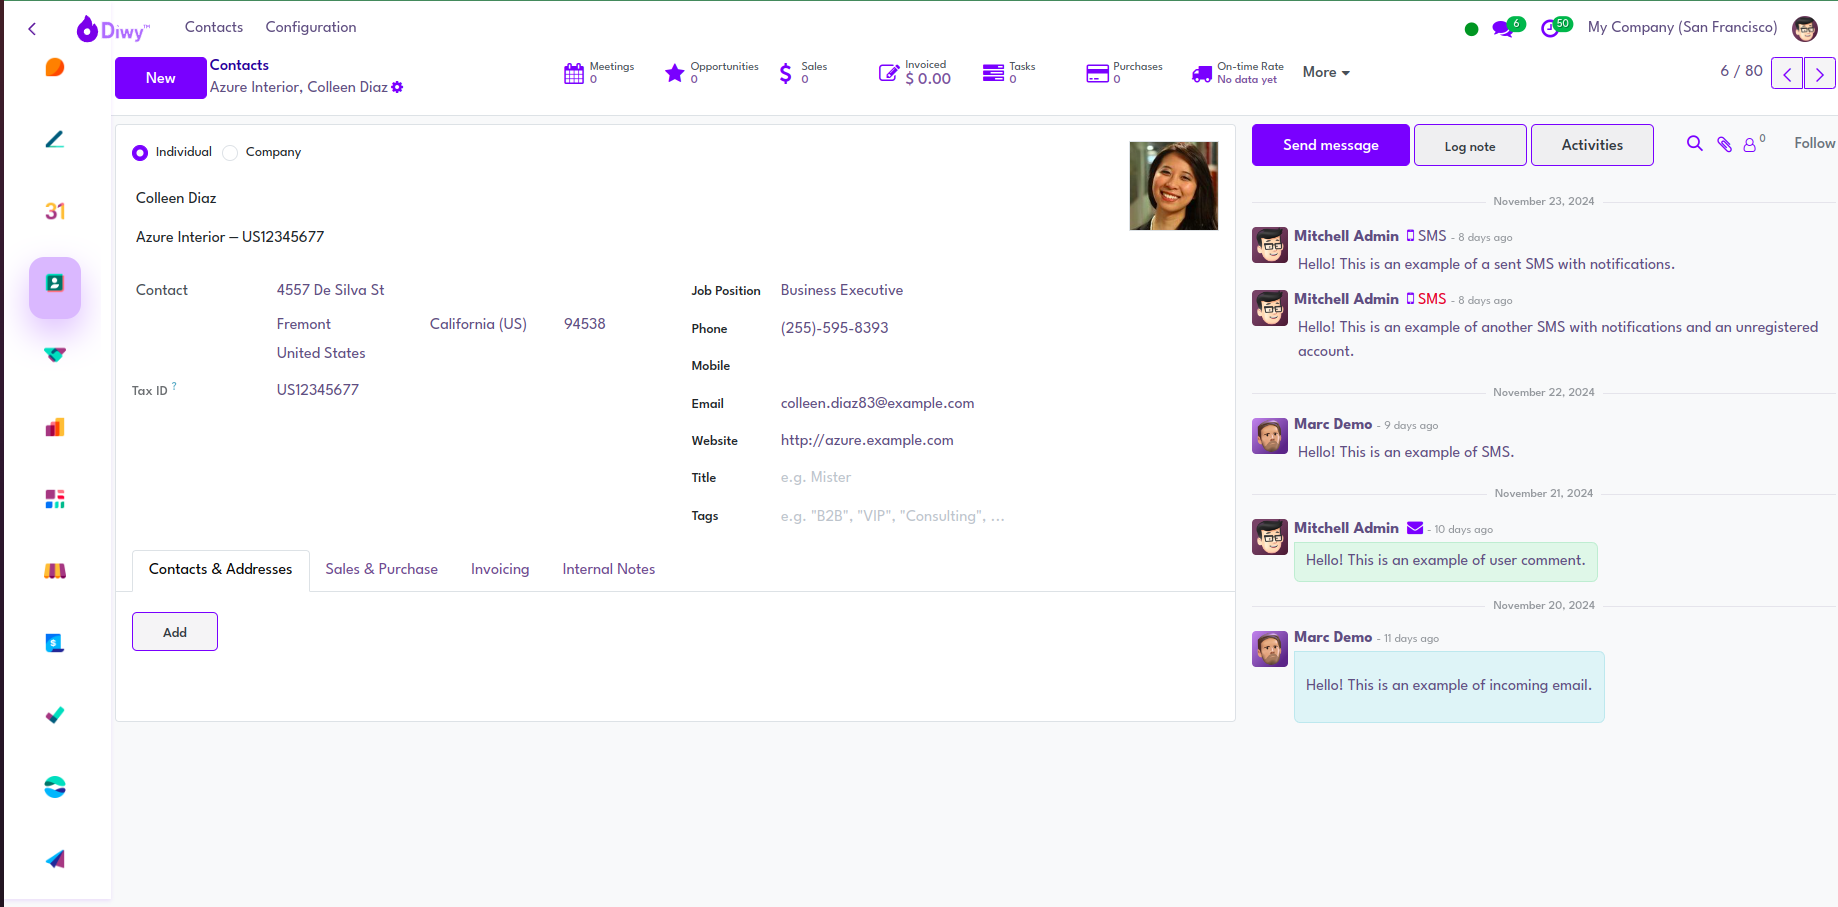 Diwy™
Contacts Configuration
6
50
My Company (San Francisco)
New
Contacts
Azure Interior, Colleen Diaz
Meetings
0
Opportunities
0
Sales
0
Invoiced
$ 0.00
Tasks
0
Purchases
0
On-time Rate
No data yet
More
6 / 80
31
Individual Company
Colleen Diaz
Azure Interior – US12345677
Contact
4557 De Silva St
Fremont California (US) 94538
United States
Tax ID ?
US12345677
Job Position Business Executive
Phone (255)-595-8393
Mobile
Email colleen.diaz83@example.com
Website http://azure.example.com
Title e.g. Mister
Tags e.g. "B2B", "VIP", "Consulting", ...
Contacts & Addresses Sales & Purchase Invoicing Internal Notes
Add
Send message Log note Activities 0 Follow
November 23, 2024
Mitchell Admin SMS - 8 days ago
Hello! This is an example of a sent SMS with notifications.
Mitchell Admin SMS - 8 days ago
Hello! This is an example of another SMS with notifications and an unregistered
account.
November 22, 2024
Marc Demo - 9 days ago
Hello! This is an example of SMS.
November 21, 2024
Mitchell Admin - 10 days ago
Hello! This is an example of user comment.
November 20, 2024
Marc Demo - 11 days ago
Hello! This is an example of incoming email.
$